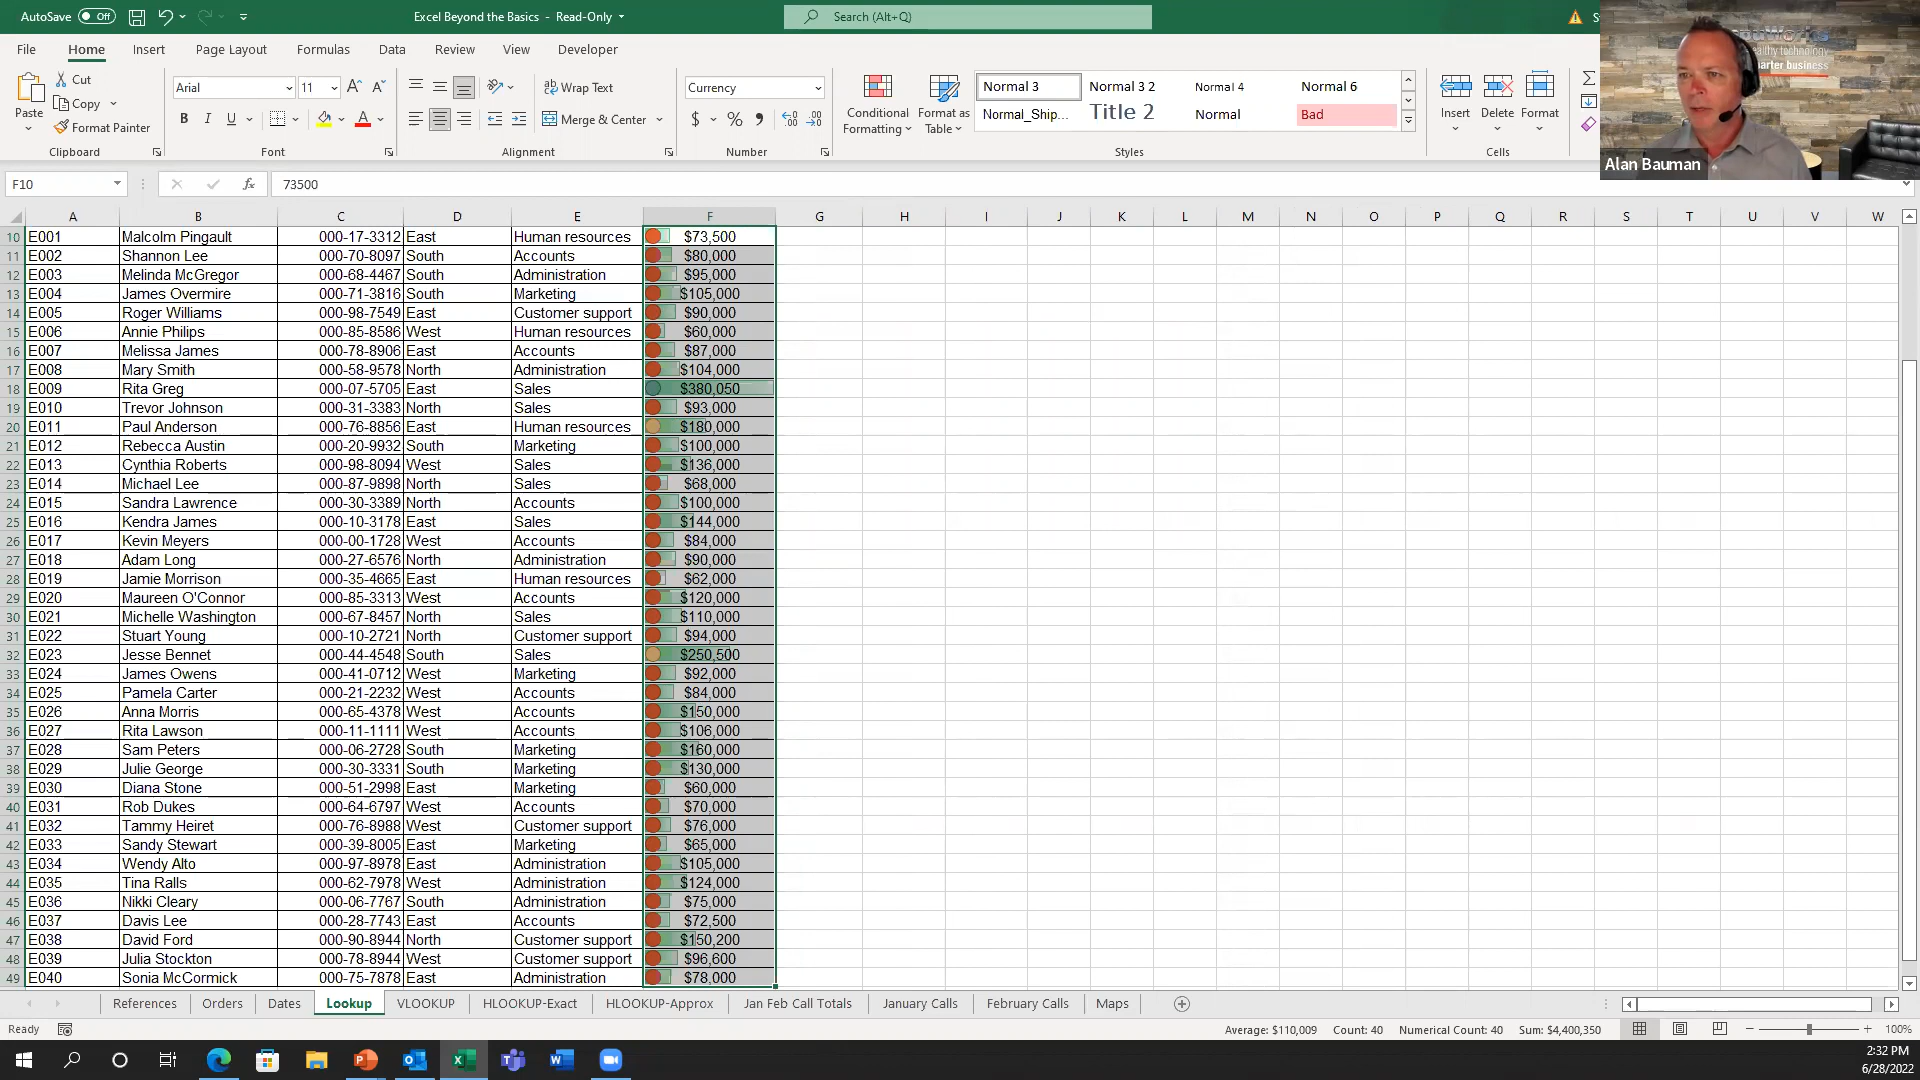 AutoSave Off Excel Beyond the Basics - Read-Only Search (Alt+Q)
File Home Insert Page Layout Formulas Data Review View Developer
Paste Cut Copy Format Painter Clipboard
Arial 11 Font
Wrap Text Merge & Center Alignment
Currency Number
Conditional Formatting Format as Table
Normal 3 Normal 3 2 Normal 4 Normal 6
Normal_Ship... Title 2 Normal Bad
Styles
Insert Delete Format Cells
ealthy technology
arter business
Alan Bauman
F10 73500
A B C D E F G H I J K L M N O P Q R S T U V W
10 E001 Malcolm Pingault 000-17-3312 East Human resources $73,500
11 E002 Shannon Lee 000-70-8097 South Accounts $80,000
12 E003 Melinda McGregor 000-68-4467 South Administration $95,000
13 E004 James Overmire 000-71-3816 South Marketing $105,000
14 E005 Roger Williams 000-98-7549 East Customer support $90,000
15 E006 Annie Philips 000-85-8586 West Human resources $60,000
16 E007 Melissa James 000-78-8906 East Accounts $87,000
17 E008 Mary Smith 000-58-9578 North Administration $104,000
18 E009 Rita Greg 000-07-5705 East Sales $380,050
19 E010 Trevor Johnson 000-31-3383 North Sales $93,000
20 E011 Paul Anderson 000-76-8856 East Human resources $180,000
21 E012 Rebecca Austin 000-20-9932 South Marketing $100,000
22 E013 Cynthia Roberts 000-98-8094 West Sales $136,000
23 E014 Michael Lee 000-87-9898 North Sales $68,000
24 E015 Sandra Lawrence 000-30-3389 North Accounts $100,000
25 E016 Kendra James 000-10-3178 East Sales $144,000
26 E017 Kevin Meyers 000-00-1728 West Accounts $84,000
27 E018 Adam Long 000-27-6576 North Administration $90,000
28 E019 Jamie Morrison 000-35-4665 East Human resources $62,000
29 E020 Maureen O'Connor 000-85-3313 West Accounts $120,000
30 E021 Michelle Washington 000-67-8457 North Sales $110,000
31 E022 Stuart Young 000-10-2721 North Customer support $94,000
32 E023 Jesse Bennet 000-44-4548 South Sales $250,500
33 E024 James Owens 000-41-0712 West Marketing $92,000
34 E025 Pamela Carter 000-21-2232 West Accounts $84,000
35 E026 Anna Morris 000-65-4378 West Accounts $150,000
36 E027 Rita Lawson 000-11-1111 West Accounts $106,000
37 E028 Sam Peters 000-06-2728 South Marketing $160,000
38 E029 Julie George 000-30-3331 South Marketing $130,000
39 E030 Diana Stone 000-51-2998 East Marketing $60,000
40 E031 Rob Dukes 000-64-6797 West Accounts $70,000
41 E032 Tammy Heiret 000-76-8988 West Customer support $76,000
42 E033 Sandy Stewart 000-39-8005 East Marketing $65,000
43 E034 Wendy Alto 000-97-8978 East Administration $105,000
44 E035 Tina Ralls 000-62-7978 West Administration $124,000
45 E036 Nikki Cleary 000-06-7767 South Administration $75,000
46 E037 Davis Lee 000-28-7743 East Accounts $72,500
47 E038 David Ford 000-90-8944 North Customer support $150,200
48 E039 Julia Stockton 000-78-8944 West Customer support $96,600
49 E040 Sonia McCormick 000-75-7878 East Administration $78,000
References Orders Dates Lookup VLOOKUP HLOOKUP-Exact HLOOKUP-Approx Jan Feb Call Totals January Calls February Calls Maps
Ready Average: $110,009 Count: 40 Numerical Count: 40 Sum: $4,400,350 100%
2:32 PM
6/28/2022